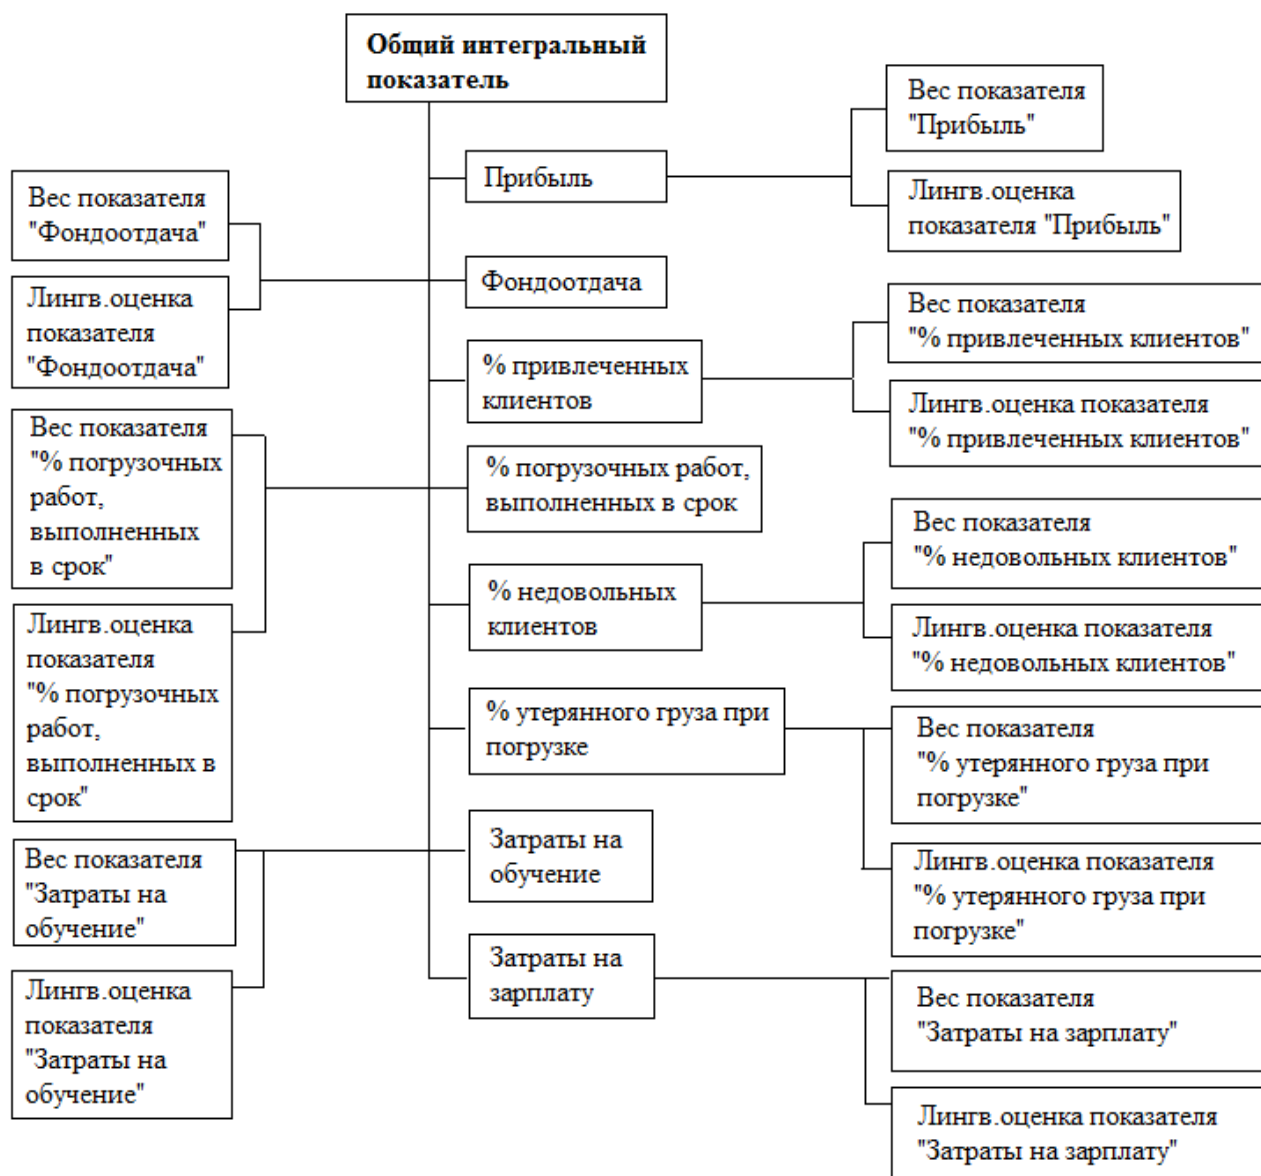 Общий интегральный
показатель
Прибыль
Вес показателя
"Прибыль"
Лингв.оценка
показателя "Прибыль"
Вес показателя
"Фондоотдача"
Лингв.оценка
показателя
"Фондоотдача"
Фондоотдача
% привлеченных
клиентов
Вес показателя
"% привлеченных клиентов"
Лингв.оценка показателя
"% привлеченных клиентов"
Вес показателя
"% погрузочных
работ,
выполненных
в срок"
Лингв.оценка
показателя
"% погрузочных
работ,
выполненных в
срок"
% погрузочных работ,
выполненных в срок
% недовольных
клиентов
Вес показателя
"% недовольных клиентов"
Лингв.оценка показателя
"% недовольных клиентов"
% утерянного груза при
погрузке
Вес показателя
"% утерянного груза при
погрузке"
Лингв.оценка показателя
"% утерянного груза при
погрузке"
Вес показателя
"Затраты на
обучение"
Лингв.оценка
показателя
"Затраты на
обучение"
Затраты на
обучение
Затраты на
зарплату
Вес показателя
"Затраты на зарплату"
Лингв.оценка показателя
"Затраты на зарплату"